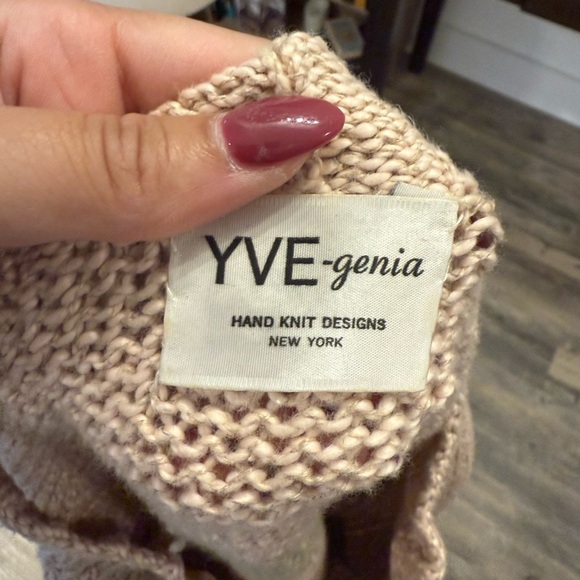 YVE-genia
HAND KNIT DESIGNS
NEW YORK